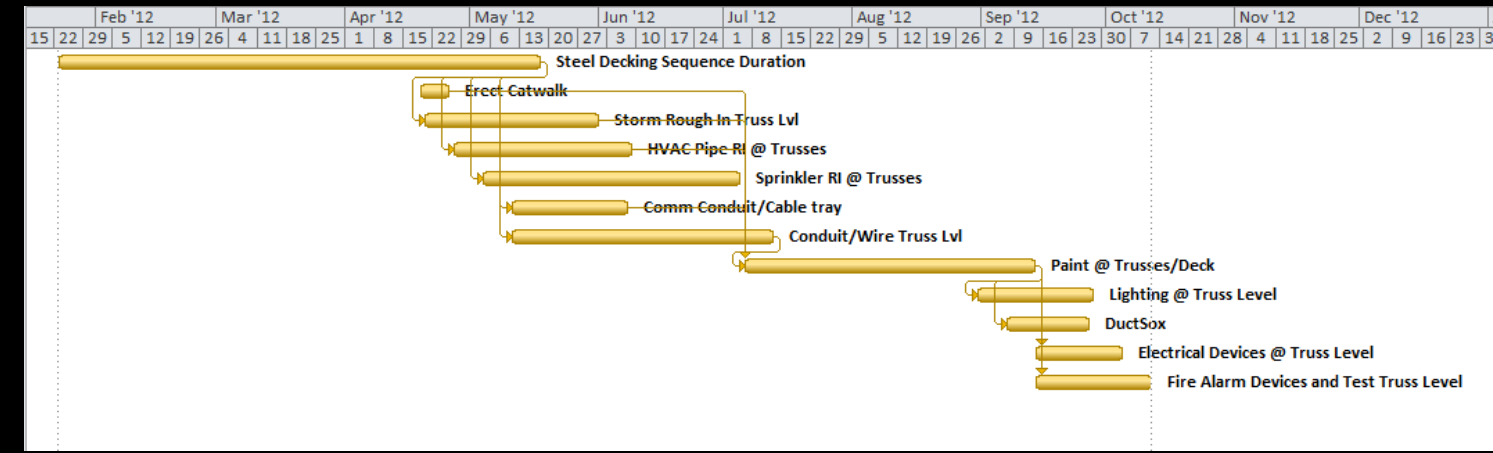 Feb '12 Mar '12 Apr '12 May '12 Jun '12 Jul '12 Aug '12 Sep '12 Oct '12 Nov '12 Dec '12
15 22 29 5 12 19 26 4 11 18 25 1 8 15 22 29 6 13 20 27 3 10 17 24 1 8 15 22 29 5 12 19 26 2 9 16 23 30 7 14 21 28 4 11 18 25 2 9 16 23 3
Steel Decking Sequence Duration
Erect Catwalk
Storm Rough In Truss Lvl
HVAC Pipe RI @ Trusses
Sprinkler RI @ Trusses
Comm Conduit/Cable tray
Conduit/Wire Truss Lvl
Paint @ Trusses/Deck
Lighting @ Truss Level
DuctSox
Electrical Devices @ Truss Level
Fire Alarm Devices and Test Truss Level